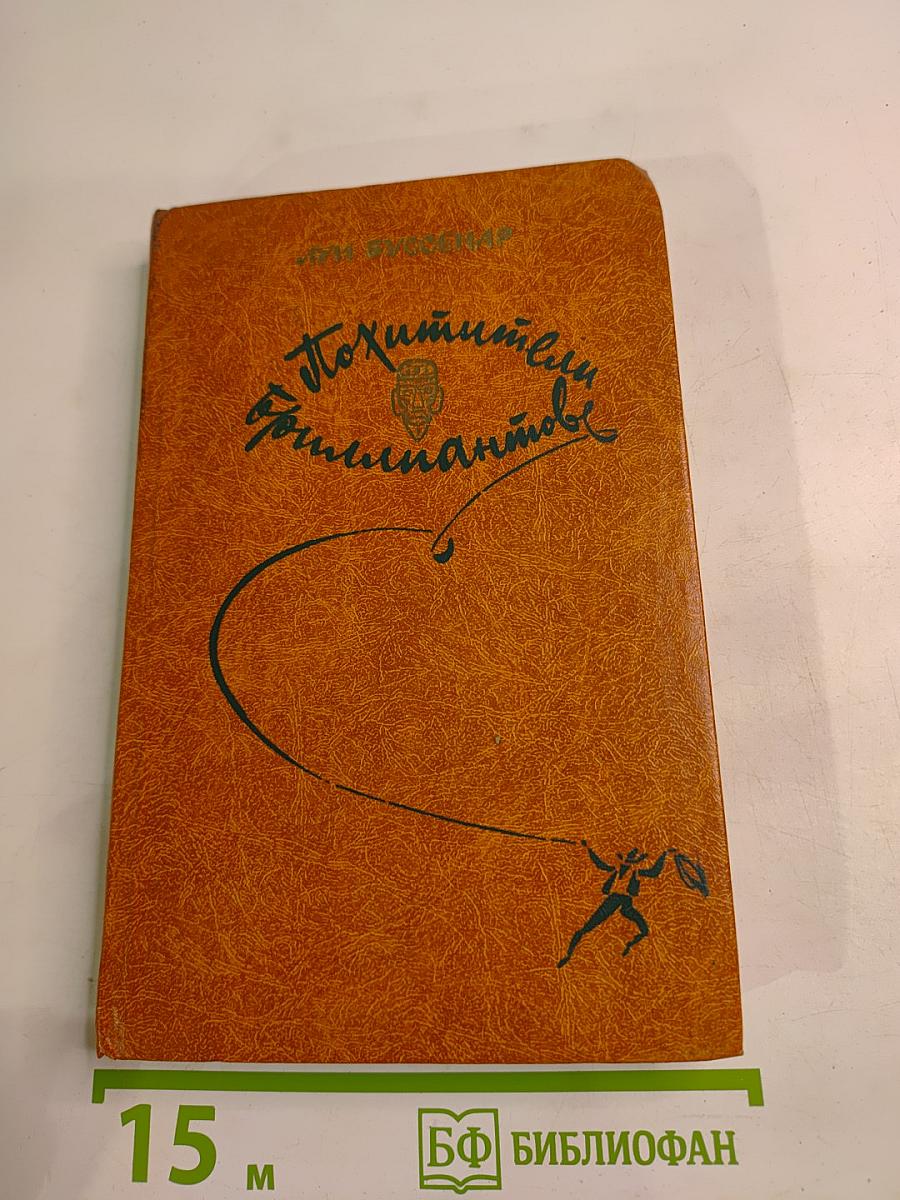 ЛУИ БУССЕНАР
Похитители
бриллиантов
15 м
БФ БИБЛИОФАН